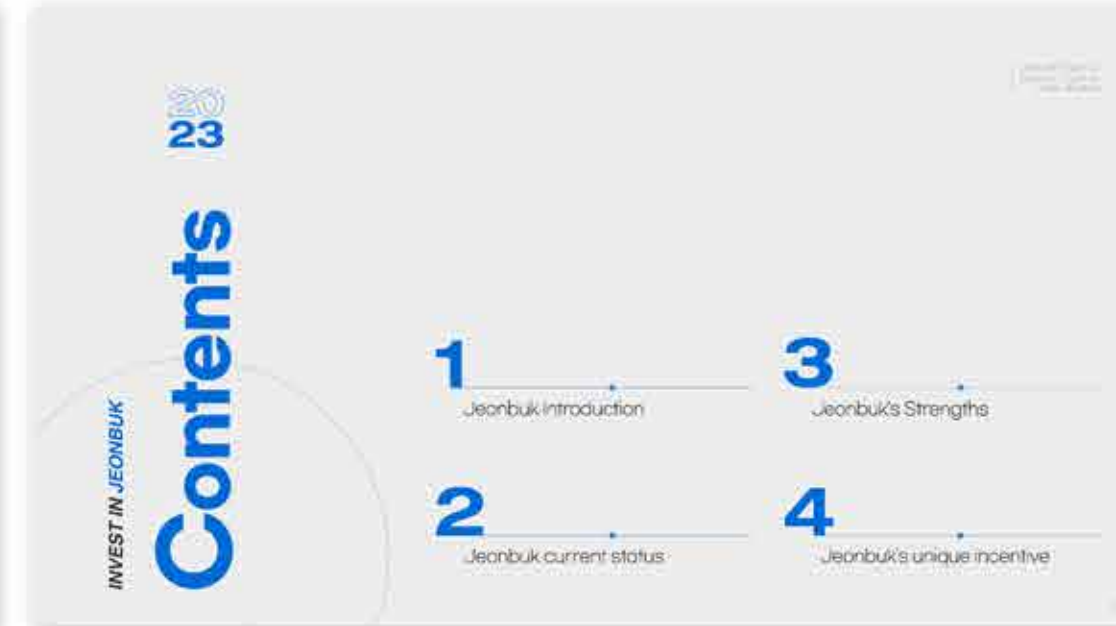 20
23
Contents
INVEST IN JEONBUK
1
Jeonbuk introduction
2
Jeonbuk current status
3
Jeonbuk's Strengths
4
Jeonbuk's unique incentive